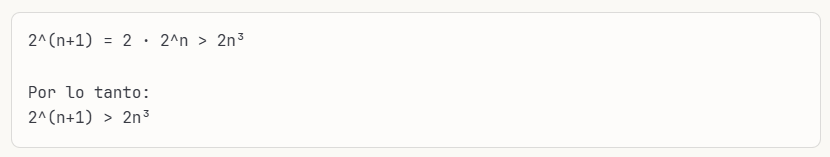 2^(n+1) = 2 · 2^n > 2n³
Por lo tanto:
2^(n+1) > 2n³